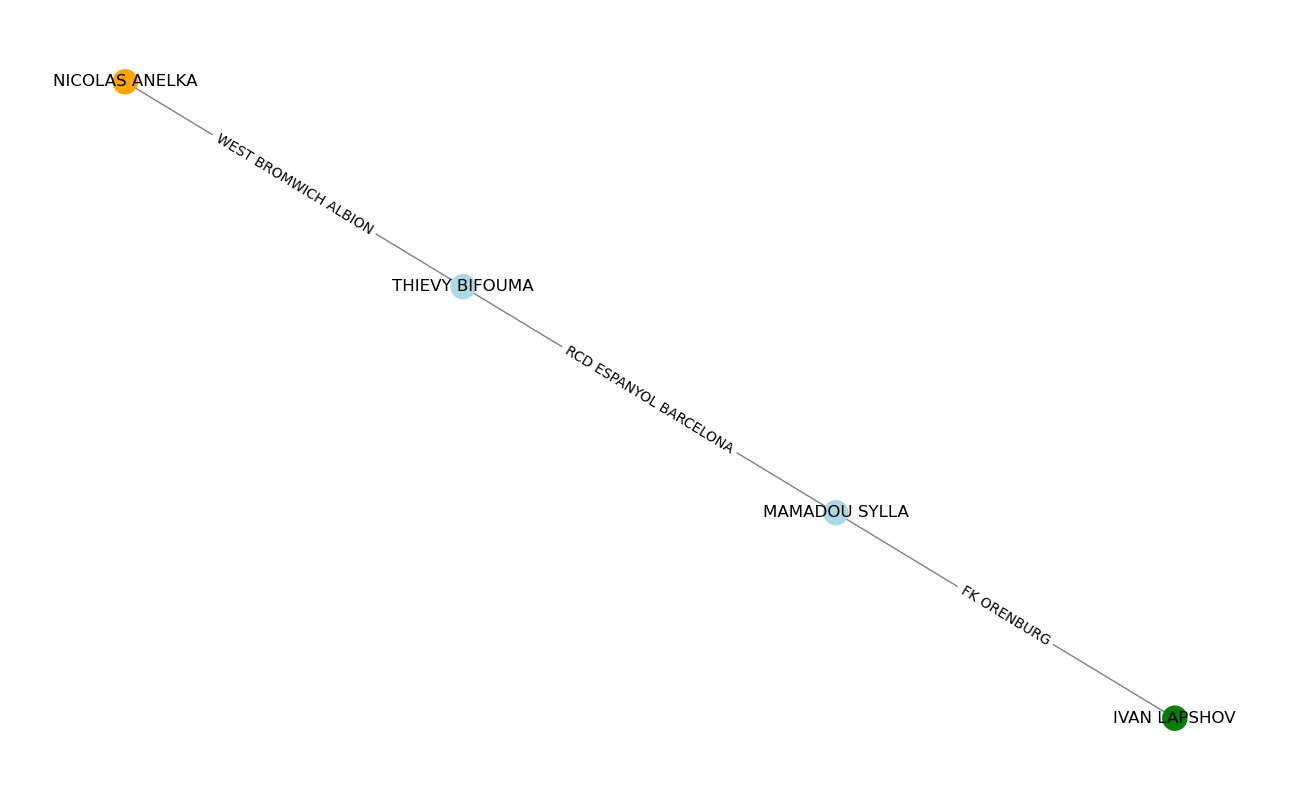 NICOLAS ANELKA
WEST BROMWICH ALBION
THIEVY BIFOUMA
RCD ESPANYOL BARCELONA
MAMADOU SYLLA
FK ORENBURG
IVAN LAPSHOV